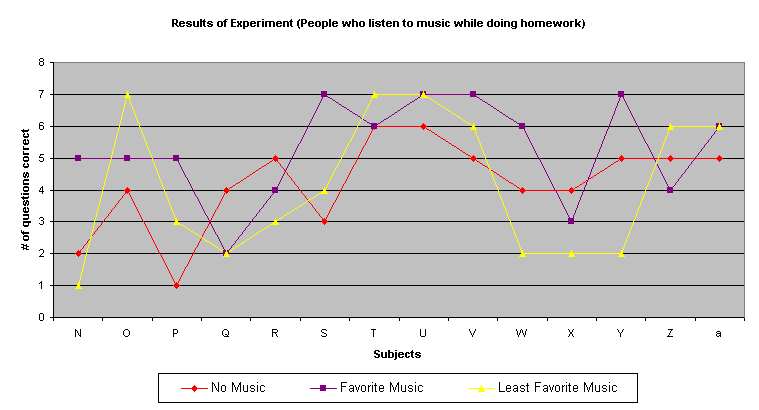 Results of Experiment (People who listen to music while doing homework)
8
7
6
5
4
3
2
1
0
# of questions correct
N O P Q R S T U V W X Y Z a
Subjects
No Music Favorite Music Least Favorite Music